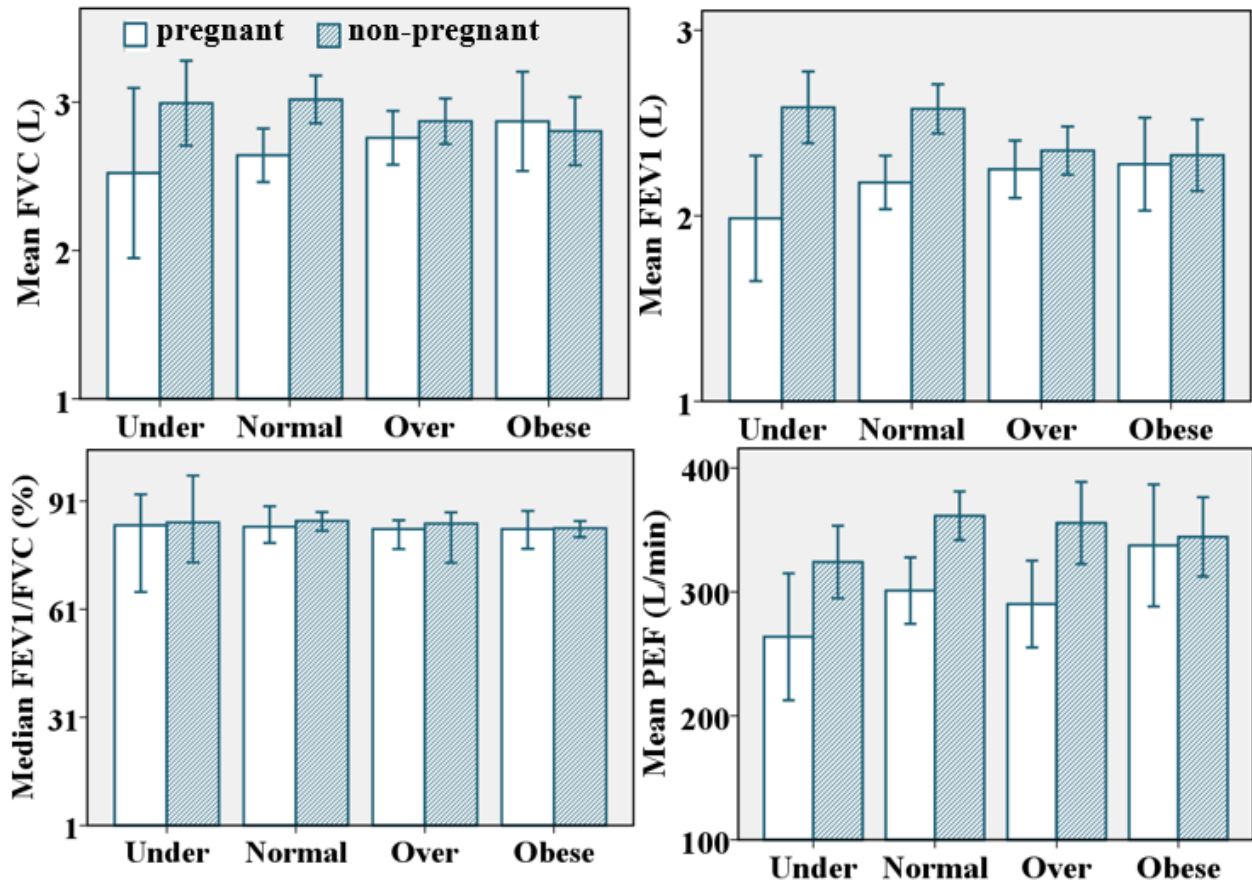 pregnant non-pregnant
Mean FVC (L)
3
2
1
Under Normal Over Obese
Mean FEV1 (L)
3
2
1
Under Normal Over Obese
Median FEV1/FVC (%)
91
61
31
1
Under Normal Over Obese
Mean PEF (L/min)
400
300
200
100
Under Normal Over Obese